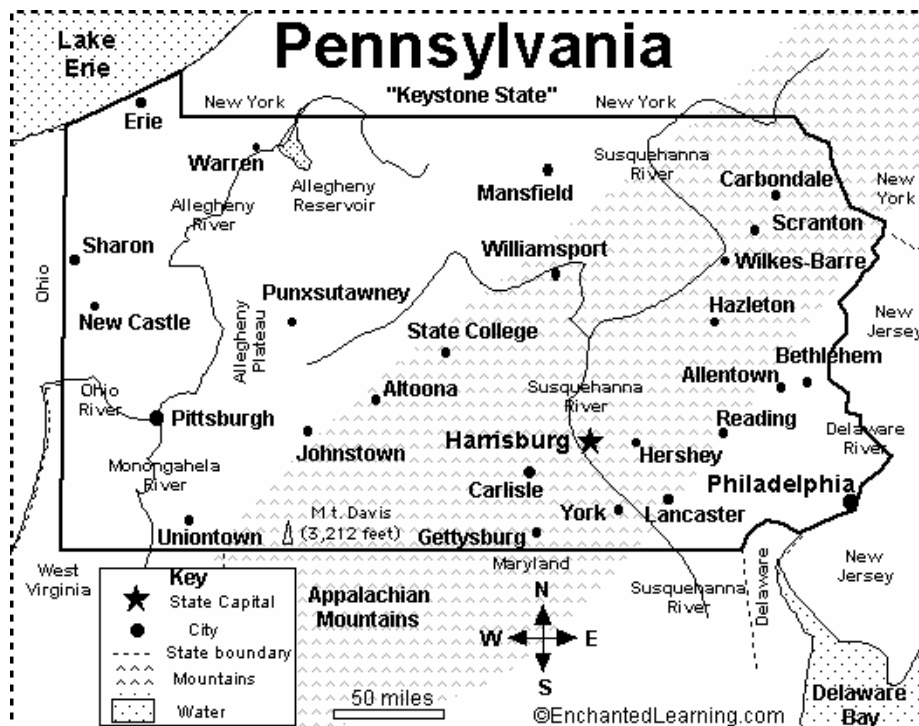 Pennsylvania
"Keystone State"
Lake
Erie
New York
New York
Erie
Warren
Allegheny
River
Allegheny
Reservoir
Mansfield
Susquehanna
River
Carbondale
New
York
Scranton
Sharon
Williamsport
Wilkes-Barre
Ohio
New Castle
Punxsutawney
Allegheny
Plateau
State College
Hazleton
New
Jersey
Bethlehem
Allentown
Altoona
Susquehanna
River
Ohio
River
Pittsburgh
Reading
Delaware
River
Johnstown
Harrisburg
Hershey
Monongahela
River
Carlisle
Philadelphia
Uniontown
Mt. Davis
(3,212 feet)
Gettysburg
York
Lancaster
West
Virginia
Maryland
Susquehanna
River
Delaware
New
Jersey
Appalachian
Mountains
Key
State Capital
City
State boundary
Mountains
Water
N
W
E
S
50 miles
Delaware
Bay
©EnchantedLearning.com